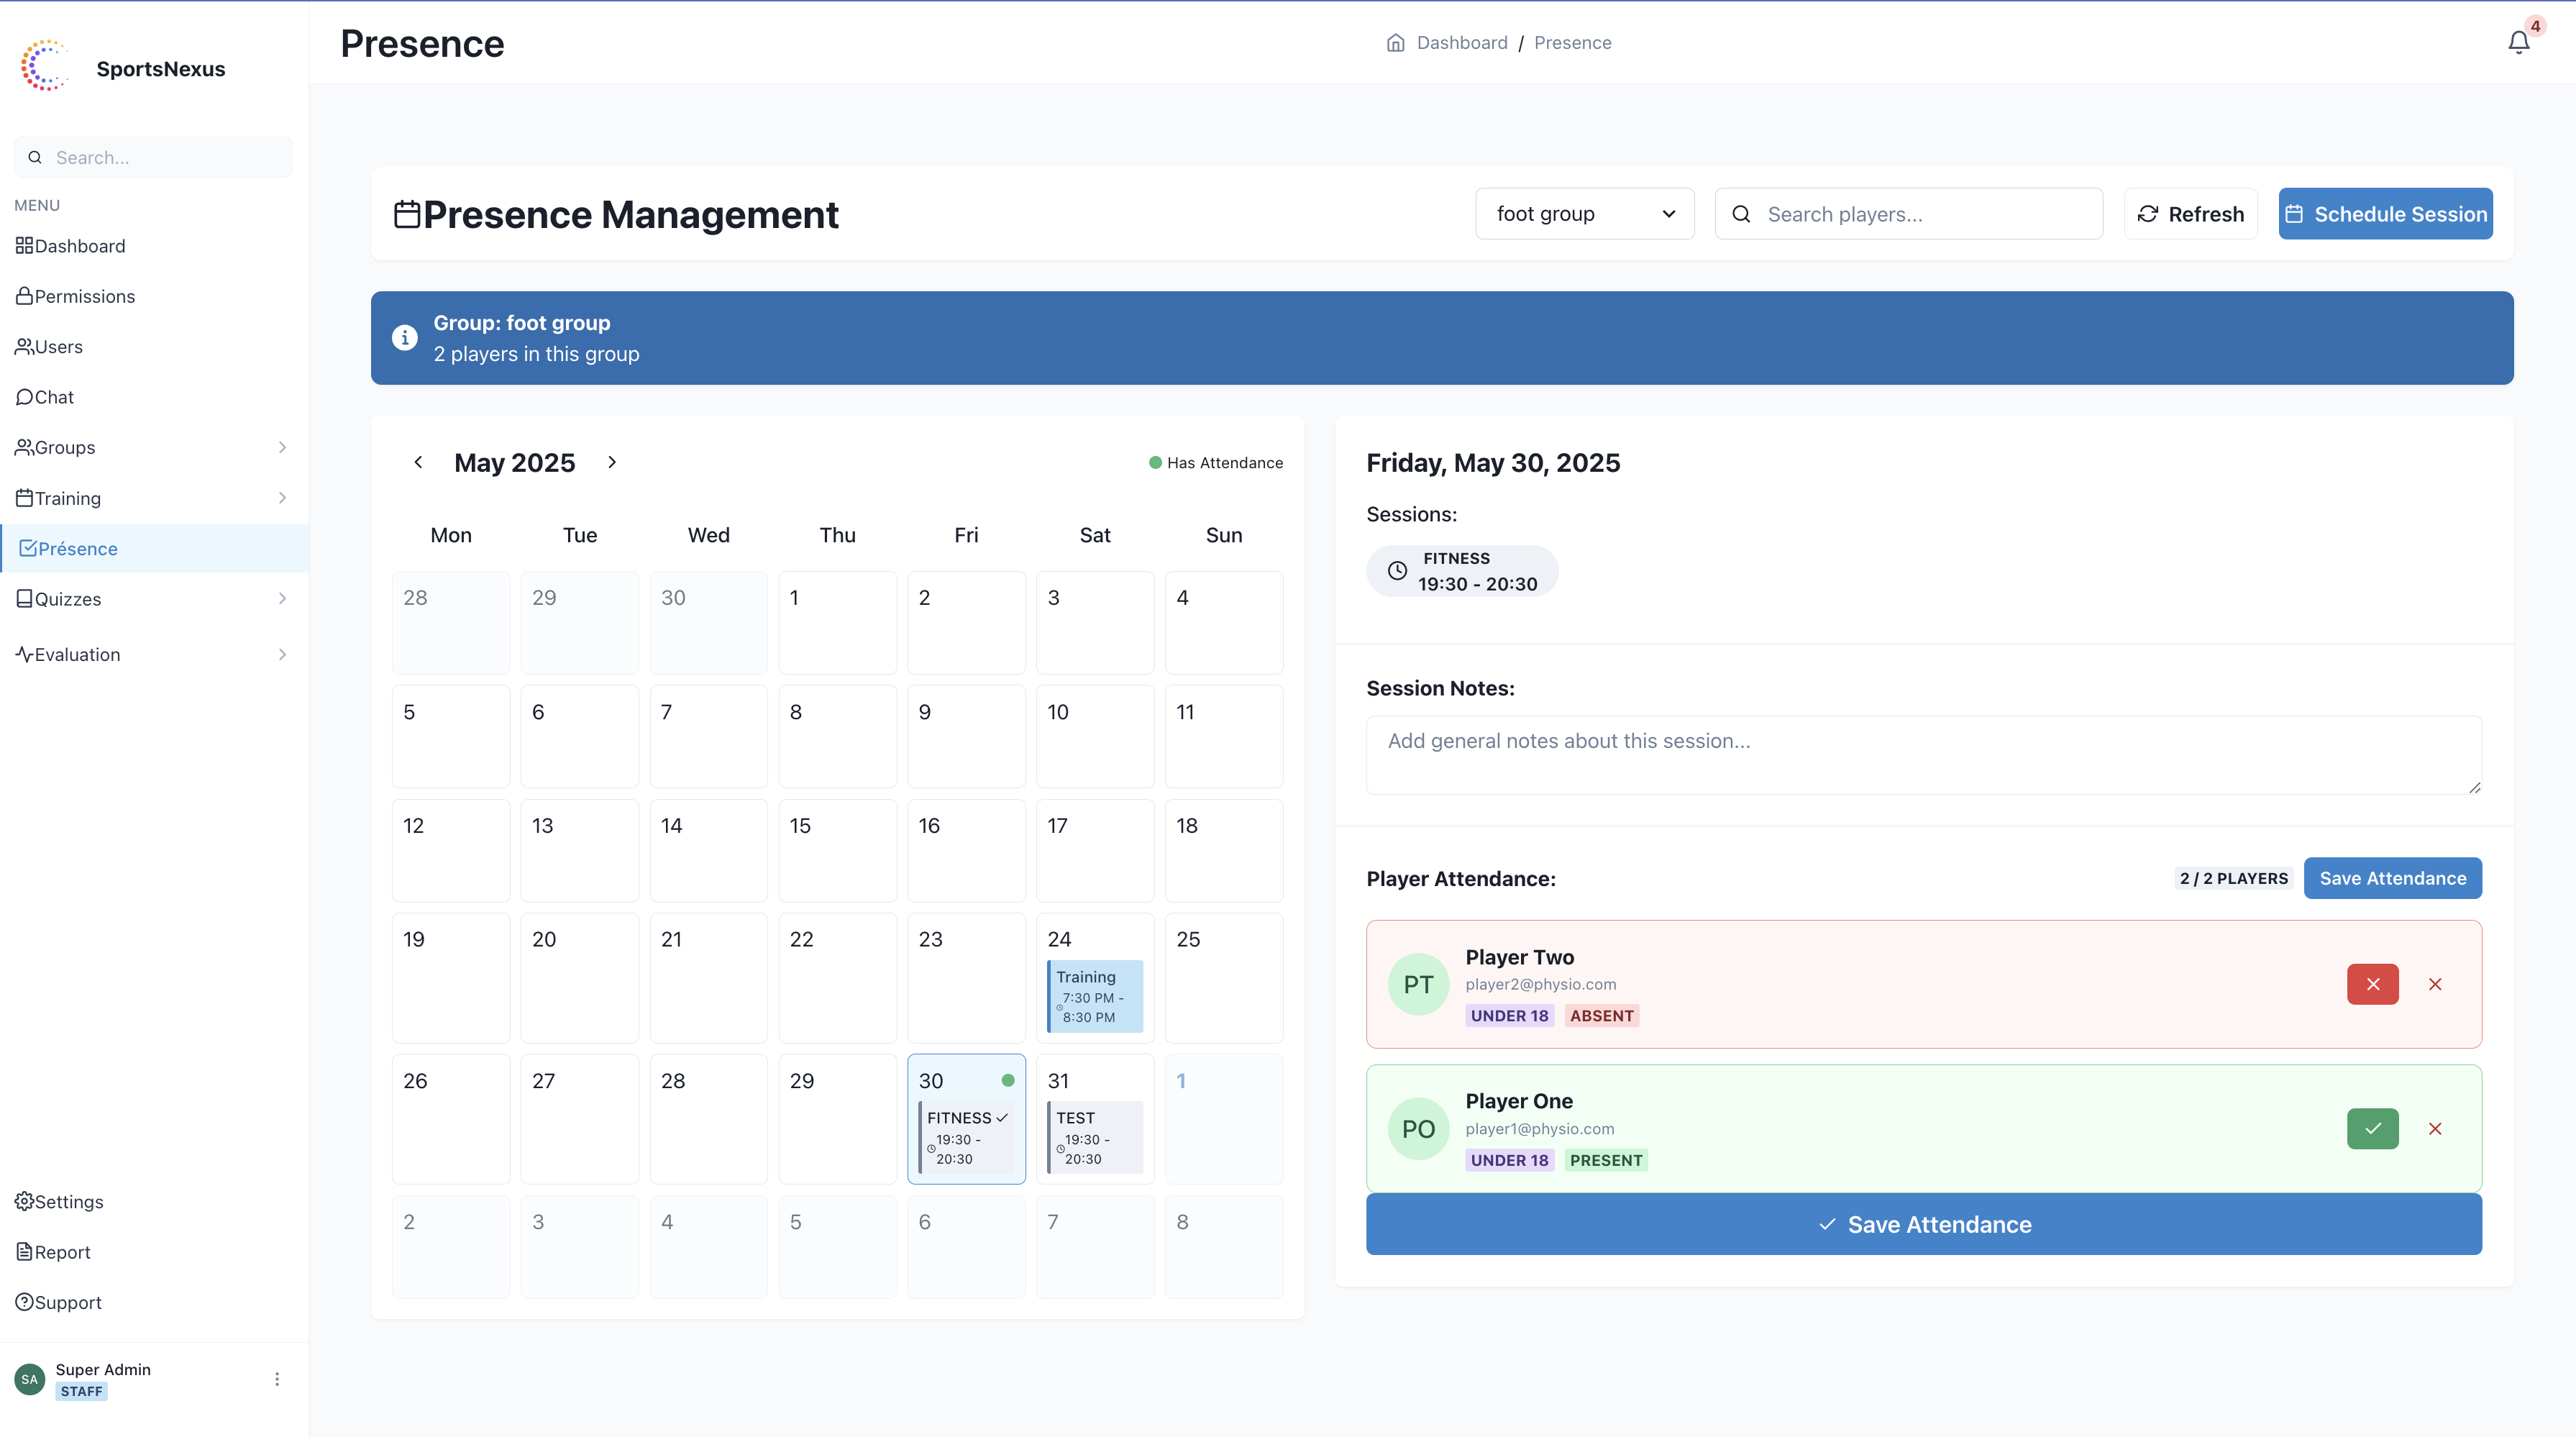 SportsNexus
Search...
MENU
Dashboard
Permissions
Users
Chat
Groups
Training
Présence
Quizzes
Evaluation
Settings
Report
Support
SA
Super Admin
STAFF
Presence
Dashboard / Presence
4
Presence Management
foot group
Search players...
Refresh
Schedule Session
Group: foot group
2 players in this group
May 2025
Has Attendance
Mon Tue Wed Thu Fri Sat Sun
28 29 30 1 2 3 4
5 6 7 8 9 10 11
12 13 14 15 16 17 18
19 20 21 22 23 24 25
Training
7:30 PM -
8:30 PM
26 27 28 29 30 31 1
FITNESS
19:30 -
20:30
TEST
19:30 -
20:30
2 3 4 5 6 7 8
Friday, May 30, 2025
Sessions:
FITNESS
19:30 - 20:30
Session Notes:
Add general notes about this session...
Player Attendance:
2 / 2 PLAYERS
Save Attendance
PT
Player Two
player2@physio.com
UNDER 18 ABSENT
PO
Player One
player1@physio.com
UNDER 18 PRESENT
Save Attendance